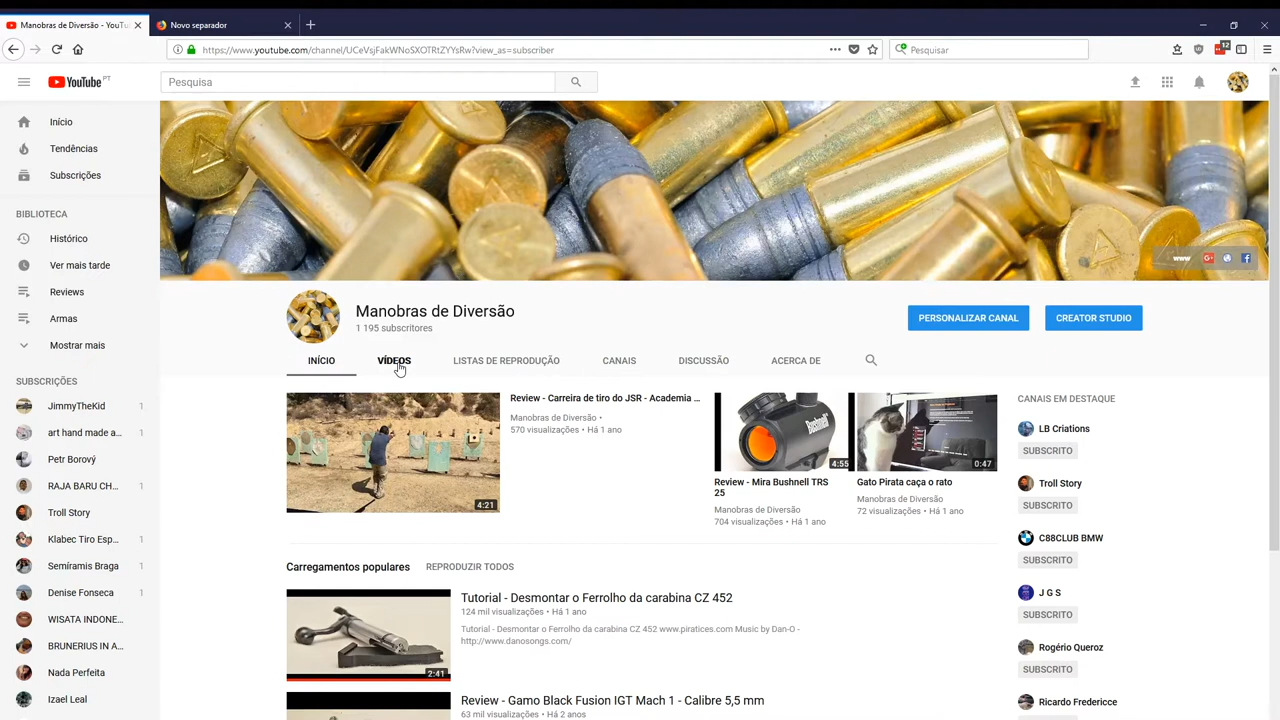 Manobras de Diversão - YouTu
Novo separador
https://www.youtube.com/channel/UCeVsjFakWNoSXOTRtZYYsRw?view_as=subscriber
Pesquisar
12
YouTube PT
Pesquisa
Início
Tendências
Subscrições
BIBLIOTECA
Histórico
Ver mais tarde
Reviews
Armas
Mostrar mais
SUBSCRIÇÕES
JimmyTheKid 1
art hand made a... 1
Petr Borový
RAJA BARU CH... 1
Troll Story
Klabec Tiro Esp... 1
Semíramis Braga 1
Denise Fonseca 1
WISATA INDONE...
BRUNERIUS IN A...
Nada Perfeita
Izael Leal
www
Manobras de Diversão
1 195 subscritores
PERSONALIZAR CANAL
CREATOR STUDIO
INÍCIO
VÍDEOS
LISTAS DE REPRODUÇÃO
CANAIS
DISCUSSÃO
ACERCA DE
4:21
Review - Carreira de tiro do JSR - Academia ...
Manobras de Diversão •
570 visualizações • Há 1 ano
Bushnell
4:55
Review - Mira Bushnell TRS
25
Manobras de Diversão
704 visualizações • Há 1 ano
0:47
Gato Pirata caça o rato
Manobras de Diversão
72 visualizações • Há 1 ano
CANAIS EM DESTAQUE
LB Criations
SUBSCRITO
Troll Story
SUBSCRITO
C88CLUB BMW
SUBSCRITO
J G S
SUBSCRITO
Rogério Queroz
SUBSCRITO
Ricardo Fredericce
Carregamentos populares
REPRODUZIR TODOS
2:41
Tutorial - Desmontar o Ferrolho da carabina CZ 452
124 mil visualizações • Há 1 ano
Tutorial - Desmontar o Ferrolho da carabina CZ 452 www.piratices.com Music by Dan-O -
http://www.danosongs.com/
Review - Gamo Black Fusion IGT Mach 1 - Calibre 5,5 mm
63 mil visualizações • Há 2 anos